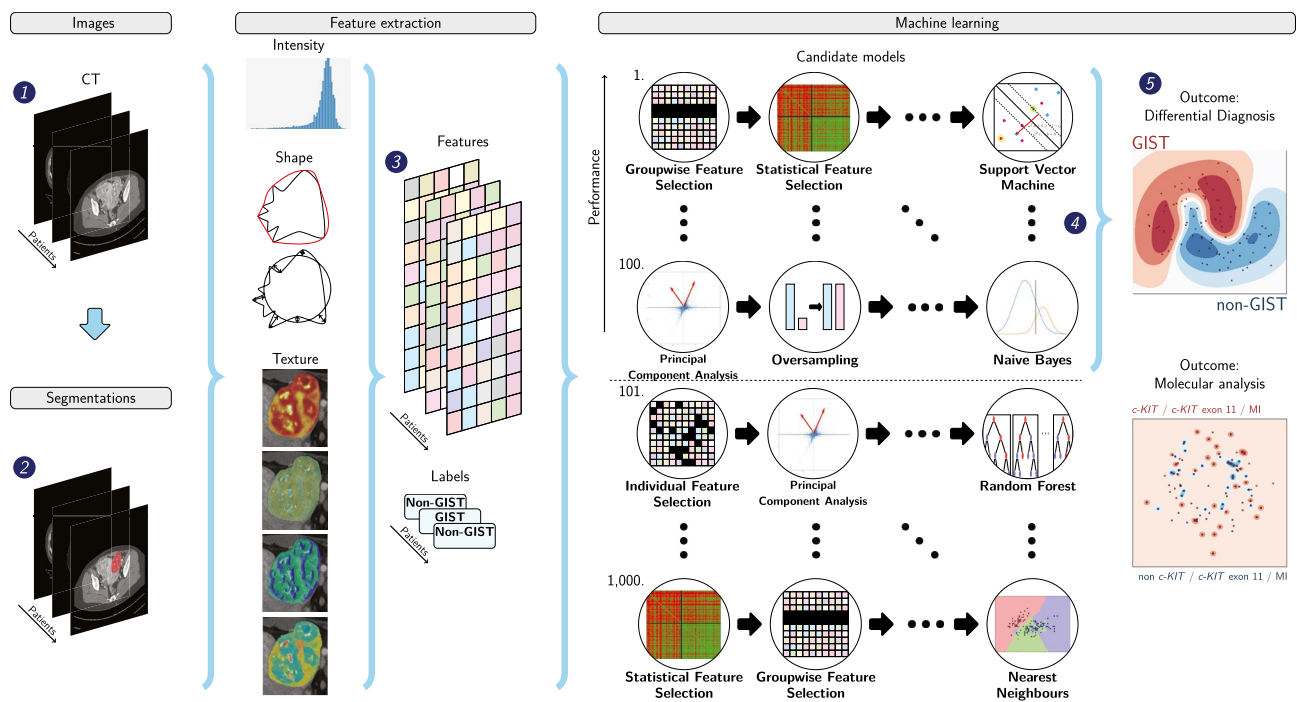 Images
Feature extraction
Machine learning
1
CT
Patients
Segmentations
2
Patients
Intensity
Shape
Texture
3
Features
Patients
Labels
Non-GIST
GIST
Non-GIST
Patients
Candidate models
Performance
1.
Groupwise Feature
Selection
Statistical Feature
Selection
Support Vector
Machine
4
100.
Principal
Component Analysis
Oversampling
Naive Bayes
101.
Individual Feature
Selection
Principal
Component Analysis
Random Forest
1,000.
Statistical Feature
Selection
Groupwise Feature
Selection
Nearest
Neighbours
5
Outcome:
Differential Diagnosis
GIST
non-GIST
Outcome:
Molecular analysis
c-KIT / c-KIT exon 11 / MI
non c-KIT / c-KIT exon 11 / MI